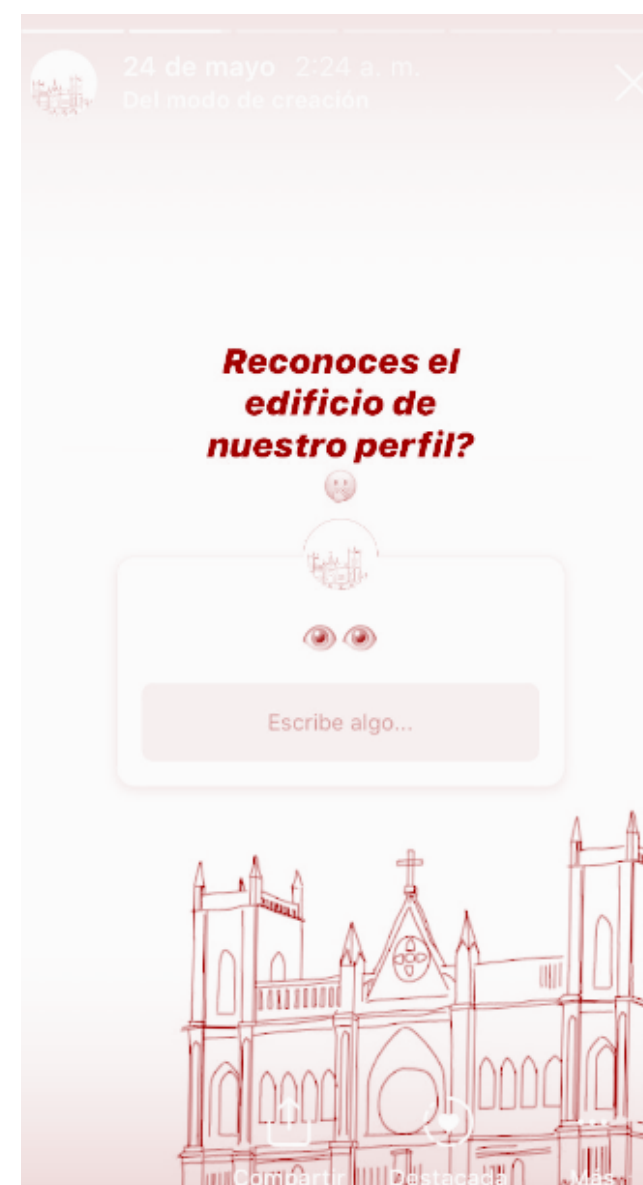 24 de mayo 2:24 a. m.
Del modo de creación
Reconoces el
edificio de
nuestro perfil?
Escribe algo...
Compartir Destacada Más